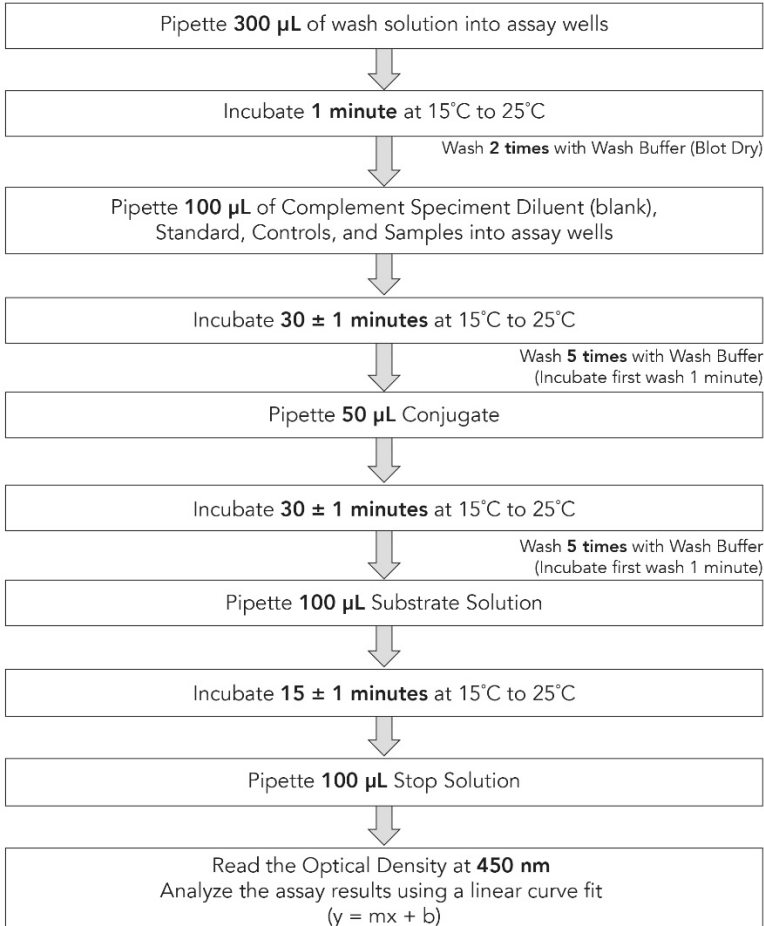 Pipette 300 µL of wash solution into assay wells
Incubate 1 minute at 15˚C to 25˚C
Wash 2 times with Wash Buffer (Blot Dry)
Pipette 100 µL of Complement Speciment Diluent (blank),
Standard, Controls, and Samples into assay wells
Incubate 30 ± 1 minutes at 15˚C to 25˚C
Wash 5 times with Wash Buffer
(Incubate first wash 1 minute)
Pipette 50 µL Conjugate
Incubate 30 ± 1 minutes at 15˚C to 25˚C
Wash 5 times with Wash Buffer
(Incubate first wash 1 minute)
Pipette 100 µL Substrate Solution
Incubate 15 ± 1 minutes at 15˚C to 25˚C
Pipette 100 µL Stop Solution
Read the Optical Density at 450 nm
Analyze the assay results using a linear curve fit
(y = mx + b)